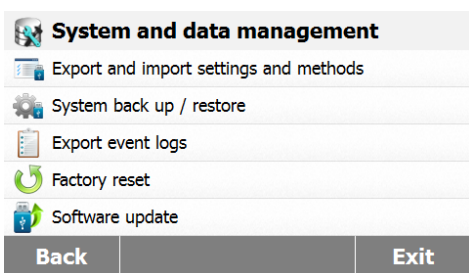 System and data management
Export and import settings and methods
System back up / restore
Export event logs
Factory reset
Software update
Back
Exit